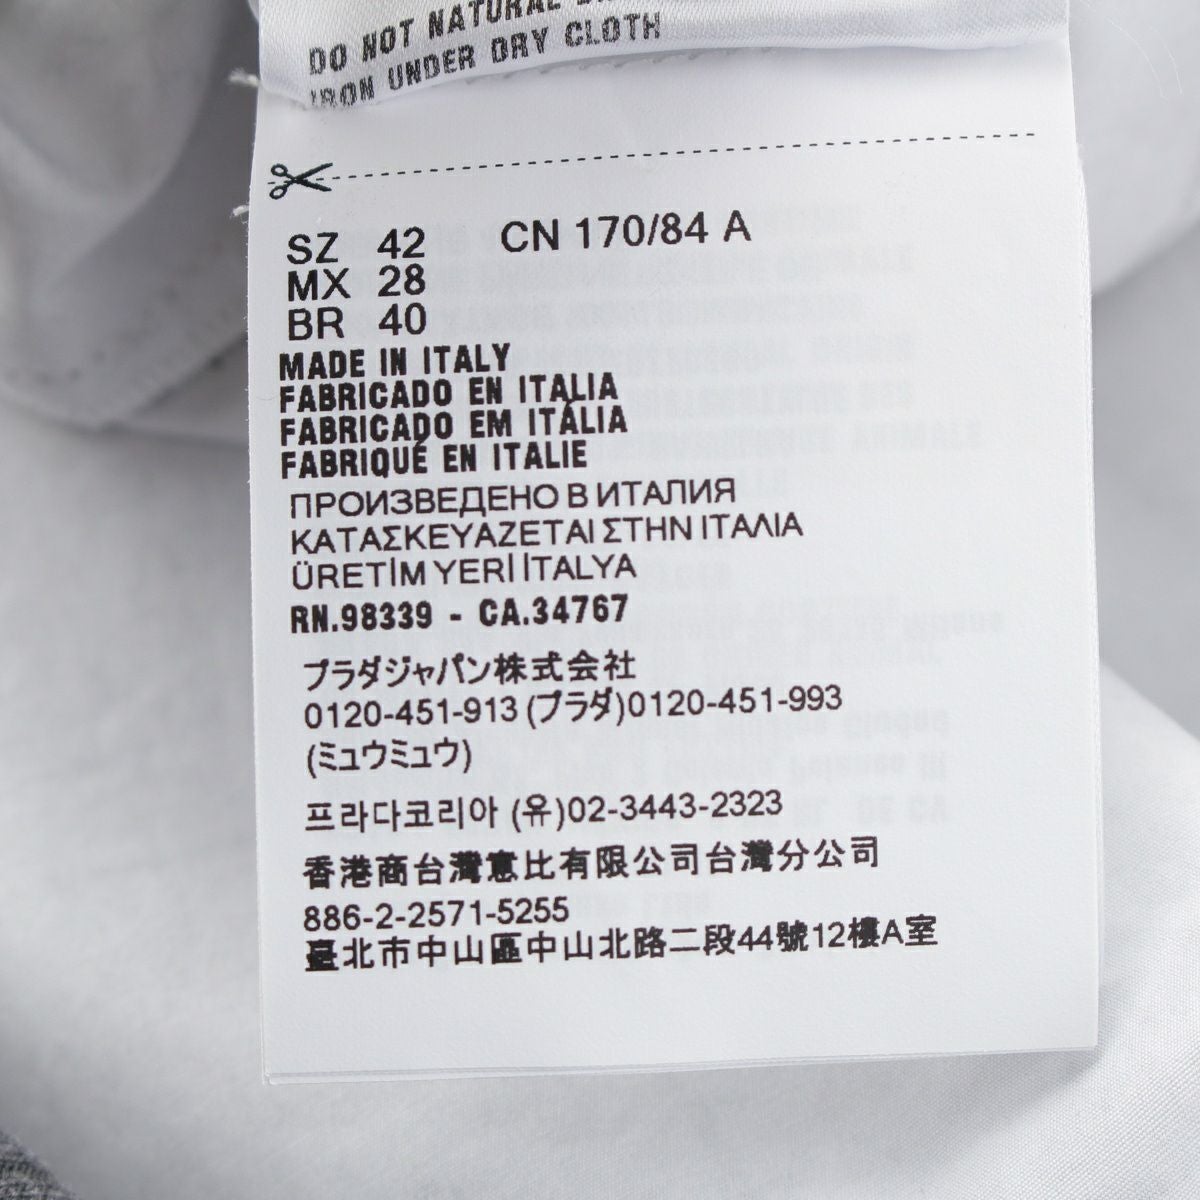 DO NOT NATURAL
IRON UNDER DRY CLOTH
SZ 42 CN 170/84 A
MX 28
BR 40
MADE IN ITALY
FABRICADO EN ITALIA
FABRICADO EM ITÁLIA
FABRIQUÉ EN ITALIE
ПРОИЗВЕДЕНО В ИТАЛИЯ
ΚΑΤΑΣΚΕΥΑΖΕΤΑΙ ΣΤΗΝ ΙΤΑΛΙΑ
ÜRETİM YERİ İTALYA
RN.98339 - CA.34767
プラダジャパン株式会社
0120-451-913 (プラダ)0120-451-993
(ミュウミュウ)
프라다코리아 (유)02-3443-2323
香港商台灣惠比有限公司台灣分公司
886-2-2571-5255
臺北市中山區中山北路二段44號12樓A室